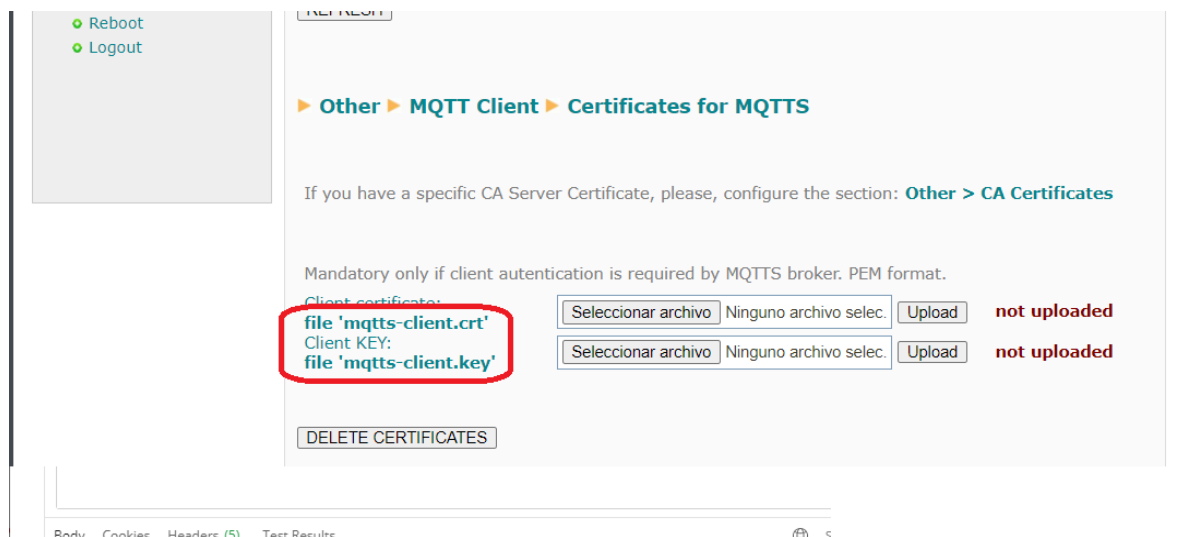 Reboot
REFRESH
Logout
Other MQTT Client Certificates for MQTTS
If you have a specific CA Server Certificate, please, configure the section: Other > CA Certificates
Mandatory only if client autentication is required by MQTTS broker. PEM format.
Client certificate:
file 'mqtts-client.crt'
Seleccionar archivo Ninguno archivo selec. Upload not uploaded
Client KEY:
file 'mqtts-client.key'
Seleccionar archivo Ninguno archivo selec. Upload not uploaded
DELETE CERTIFICATES
Body Cookies Headers (5) Test Results